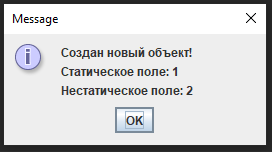 Message
Создан новый объект!
Статическое поле: 1
Нестатическое поле: 2
OK